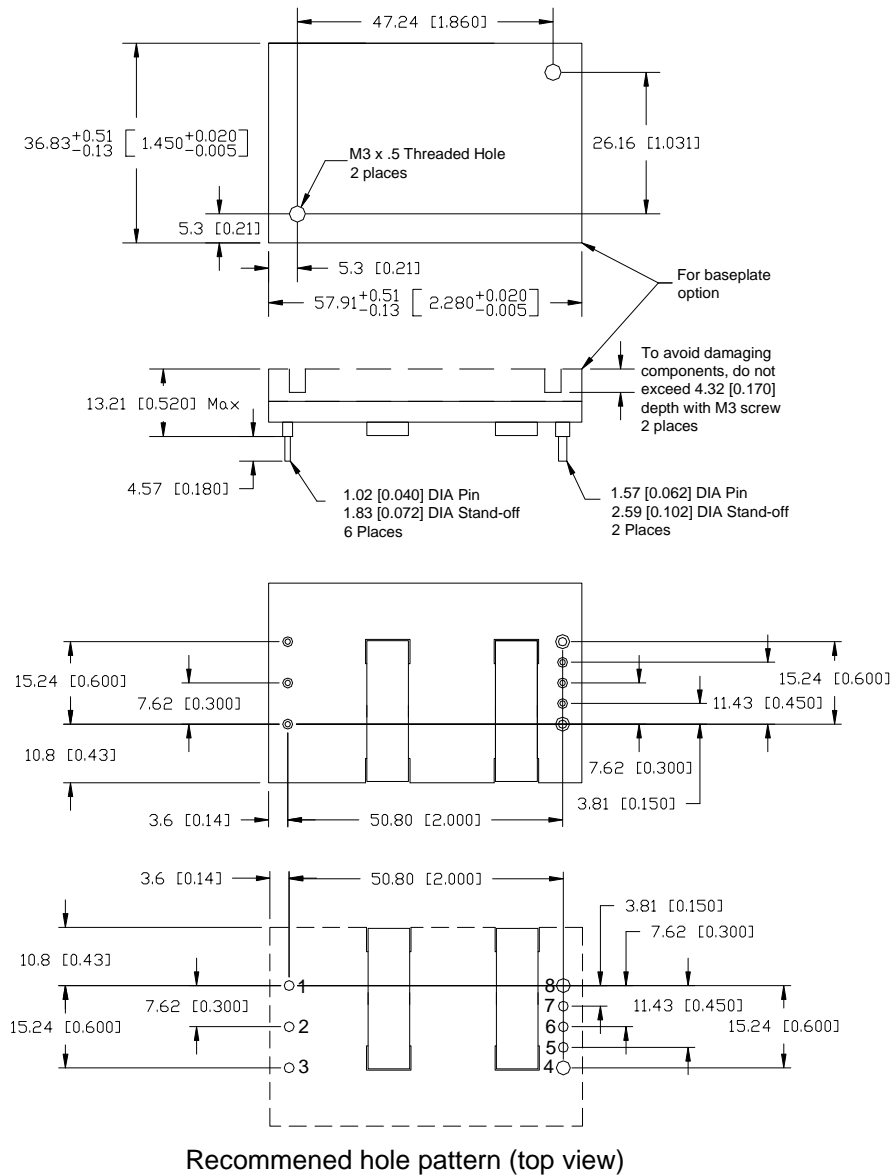 47.24 [1.860]
36.83 +0.51 -0.13 [ 1.450 +0.020 -0.005 ]
26.16 [1.031]
M3 x .5 Threaded Hole
2 places
5.3 [0.21]
5.3 [0.21]
57.91 +0.51 -0.13 [ 2.280 +0.020 -0.005 ]
For baseplate
option
To avoid damaging
components, do not
exceed 4.32 [0.170]
depth with M3 screw
2 places
13.21 [0.520] Max
4.57 [0.180]
1.02 [0.040] DIA Pin
1.83 [0.072] DIA Stand-off
6 Places
1.57 [0.062] DIA Pin
2.59 [0.102] DIA Stand-off
2 Places
15.24 [0.600]
7.62 [0.300]
10.8 [0.43]
3.6 [0.14]
50.80 [2.000]
15.24 [0.600]
11.43 [0.450]
7.62 [0.300]
3.81 [0.150]
3.6 [0.14]
50.80 [2.000]
3.81 [0.150]
7.62 [0.300]
10.8 [0.43]
7.62 [0.300]
15.24 [0.600]
11.43 [0.450]
15.24 [0.600]
1
2
3
8
7
6
5
4
Recommened hole pattern (top view)